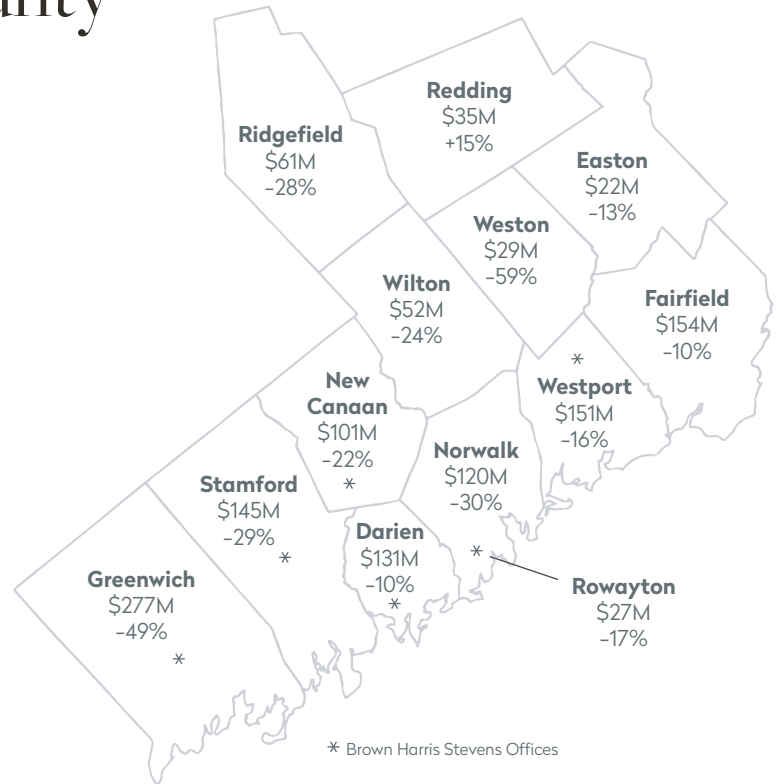 Redding
$35M
+15%
Ridgefield
$61M
-28%
Easton
$22M
-13%
Weston
$29M
-59%
Wilton
$52M
-24%
Fairfield
$154M
-10%
New
Canaan
$101M
-22%
*
*
Westport
$151M
-16%
Norwalk
$120M
-30%
Stamford
$145M
-29%
*
Darien
$131M
-10%
*
*
Rowayton
$27M
-17%
Greenwich
$277M
-49%
*
* Brown Harris Stevens Offices